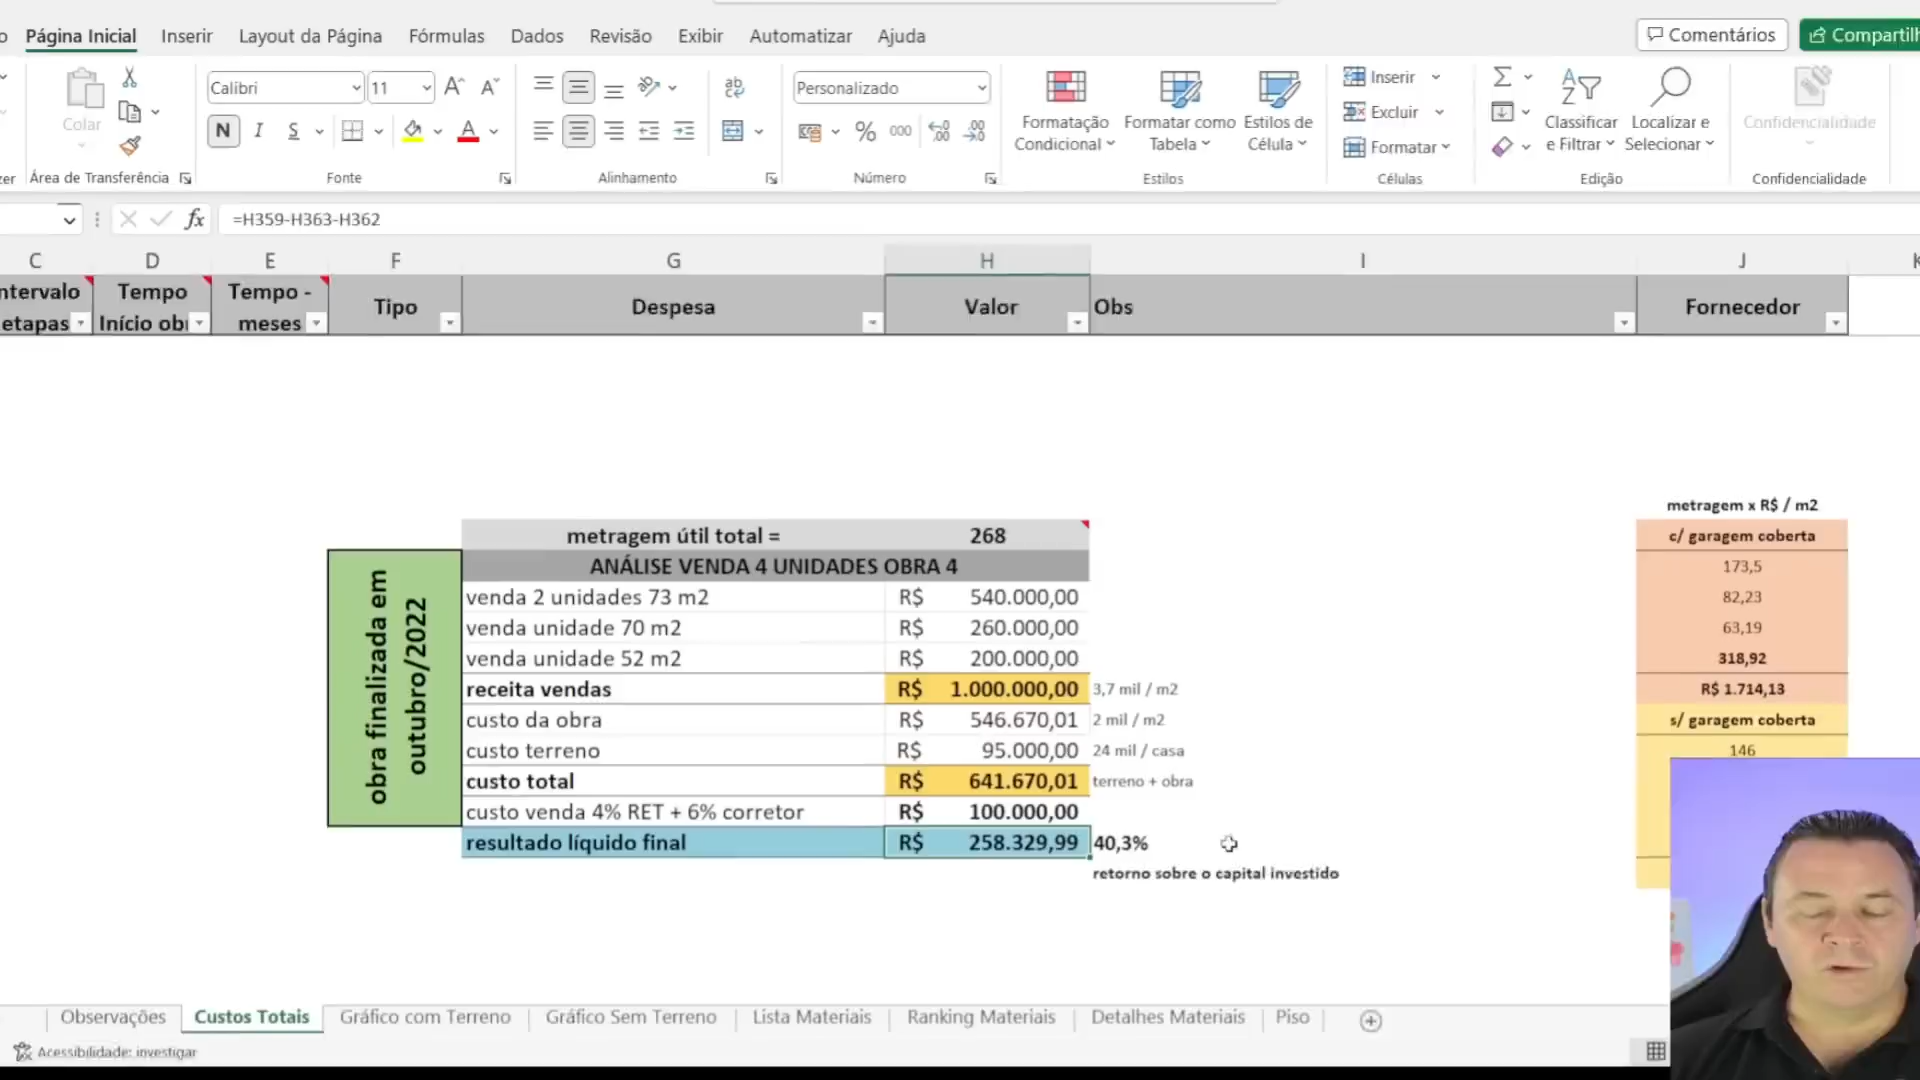 o Página Inicial Inserir Layout da Página Fórmulas Dados Revisão Exibir Automatizar Ajuda Comentários Compartilh
Colar
zer Área de Transferência
Calibri 11
N I S
Fonte
ab
Alinhamento
Personalizado
% 000
Número
Formatação Condicional
Formatar como Tabela
Estilos de Célula
Estilos
Inserir
Excluir
Formatar
Células
Classificar e Filtrar
Localizar e Selecionar
Edição
Confidencialidade
Confidencialidade
fx =H359-H363-H362
C D E F G H I J K
ntervalo etapas
Tempo Início obr
Tempo - meses
Tipo
Despesa
Valor
Obs
Fornecedor
metragem útil total = 268
ANÁLISE VENDA 4 UNIDADES OBRA 4
obra finalizada em
outubro/2022
venda 2 unidades 73 m2 R$ 540.000,00
venda unidade 70 m2 R$ 260.000,00
venda unidade 52 m2 R$ 200.000,00
receita vendas R$ 1.000.000,00 3,7 mil / m2
custo da obra R$ 546.670,01 2 mil / m2
custo terreno R$ 95.000,00 24 mil / casa
custo total R$ 641.670,01 terreno + obra
custo venda 4% RET + 6% corretor R$ 100.000,00
resultado líquido final R$ 258.329,99 40,3%
retorno sobre o capital investido
metragem x R$ / m2
c/ garagem coberta
173,5
82,23
63,19
318,92
R$ 1.714,13
s/ garagem coberta
146
Observações Custos Totais Gráfico com Terreno Gráfico Sem Terreno Lista Materiais Ranking Materiais Detalhes Materiais Piso
Acessibilidade: investigar